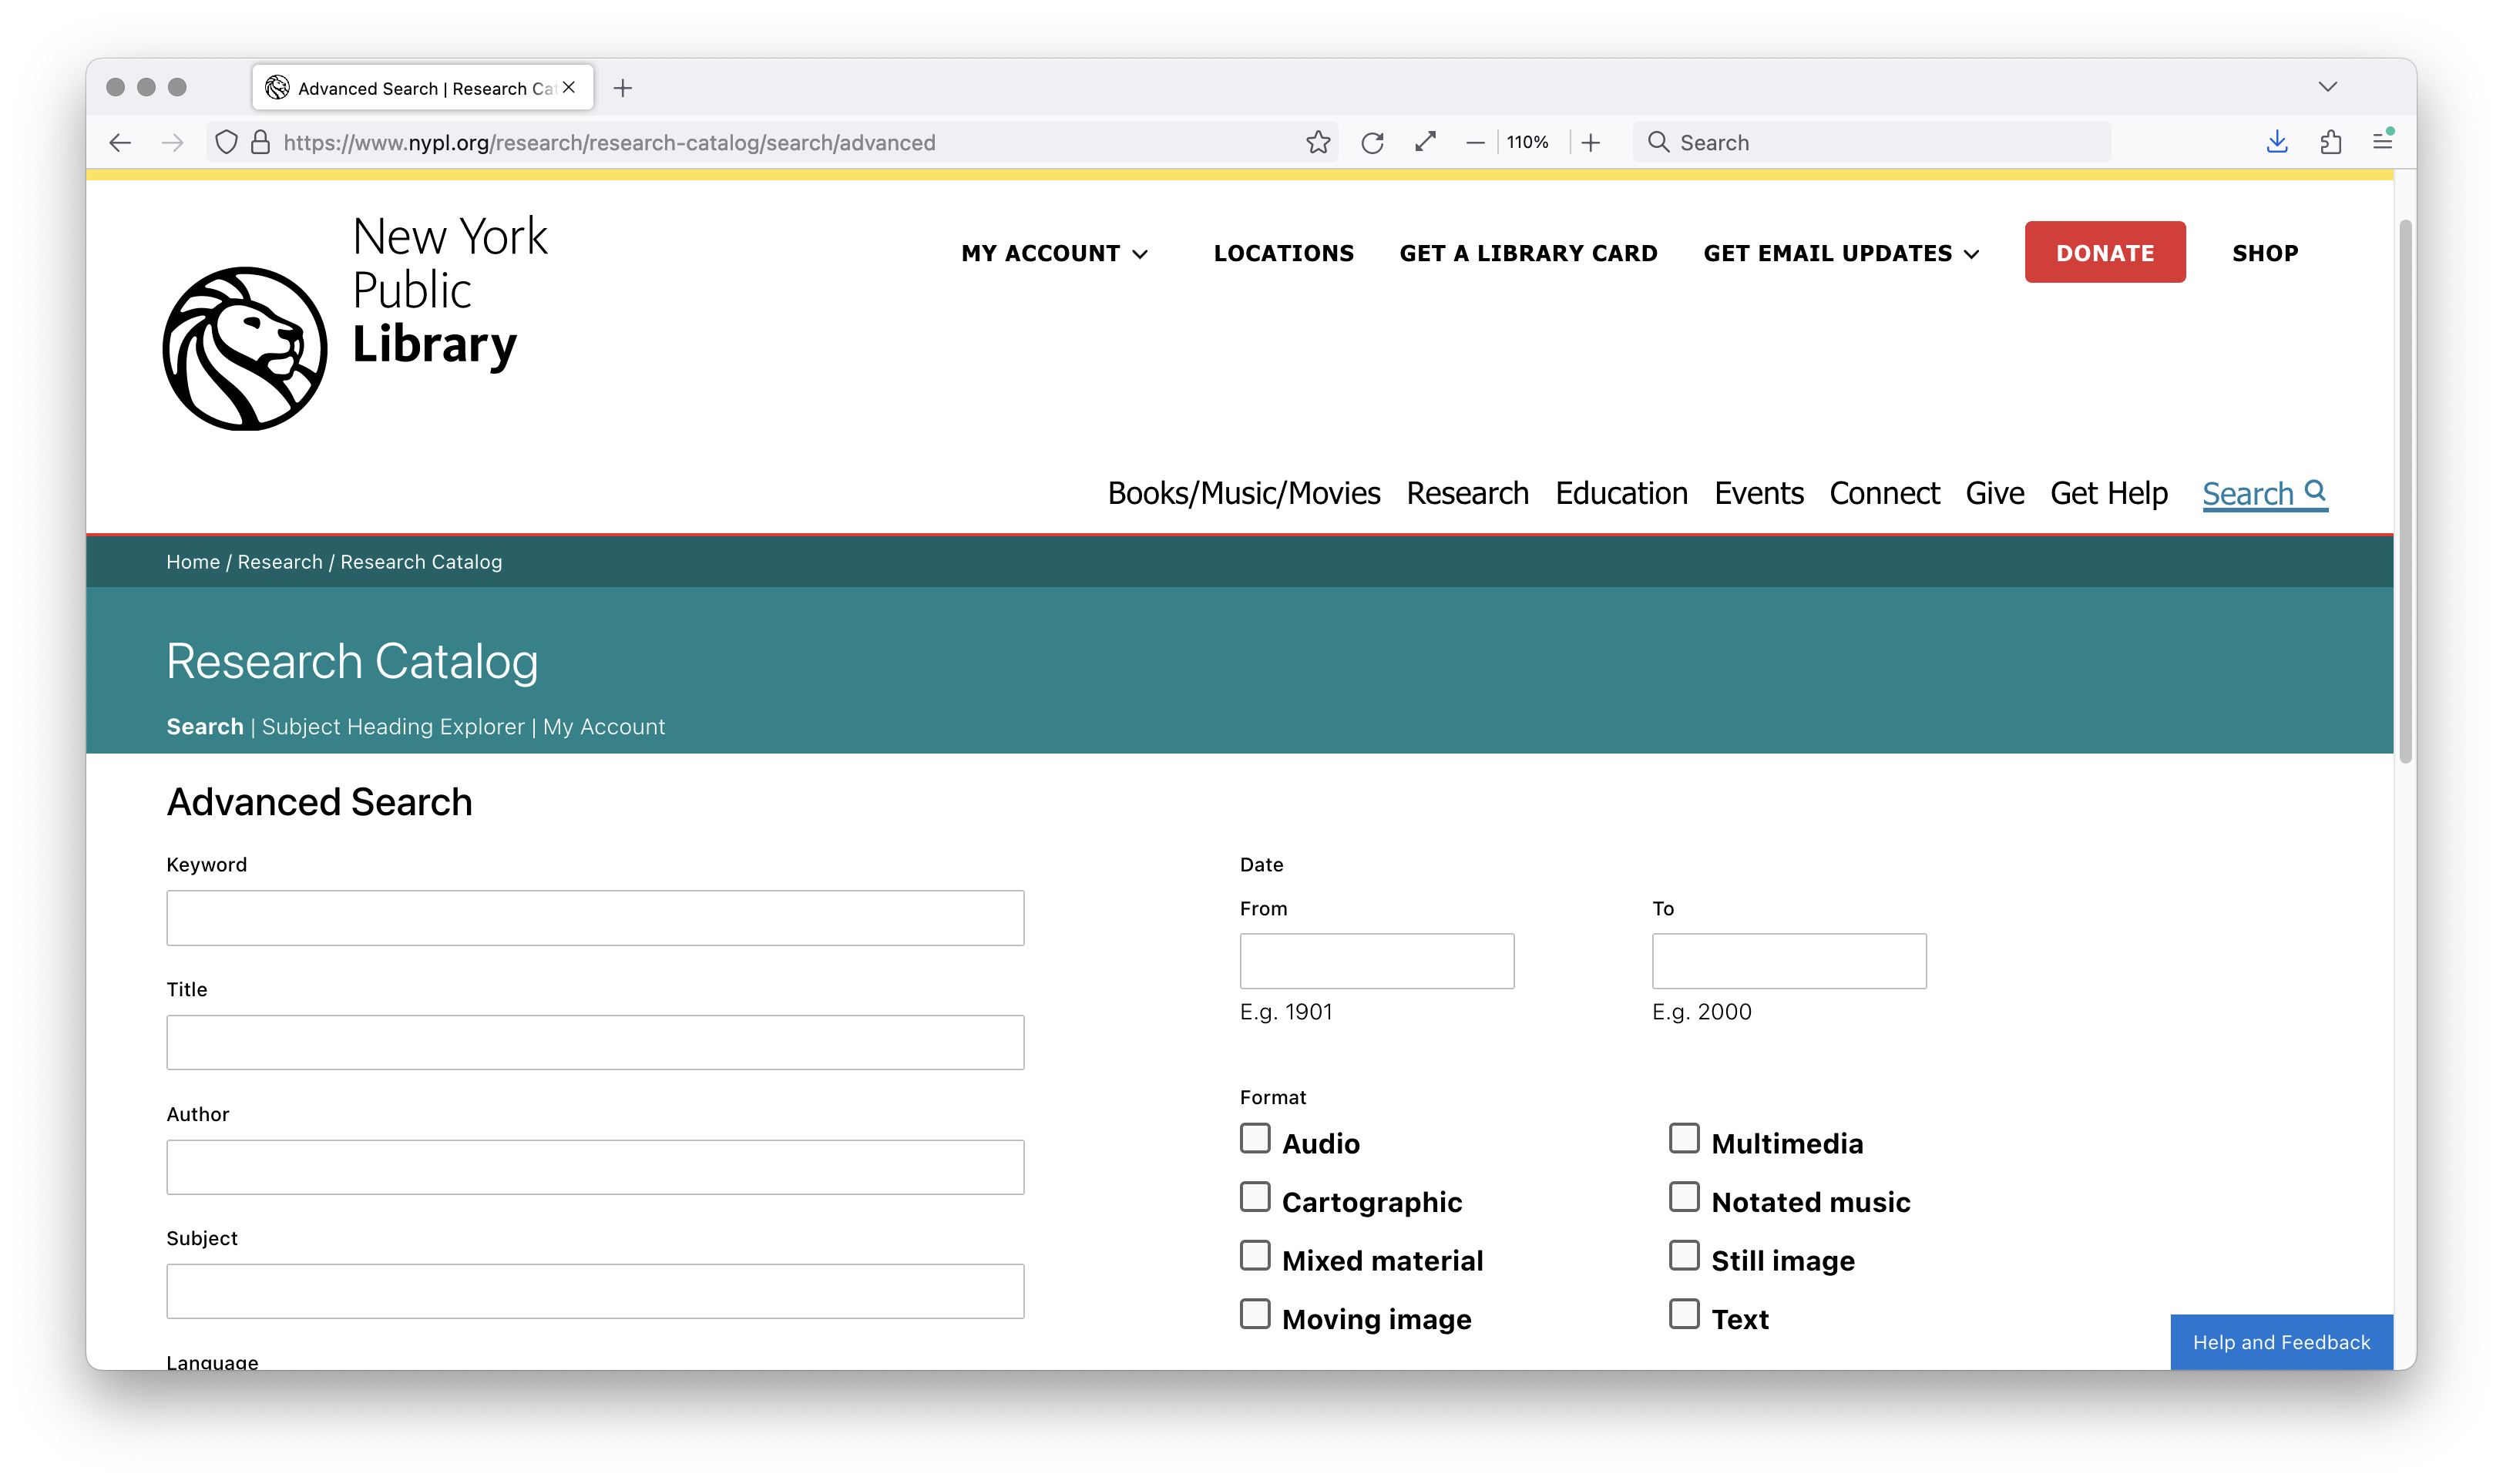 Advanced Search | Research Cat
https://www.nypl.org/research/research-catalog/search/advanced
110%
Search
New York
Public
Library
MY ACCOUNT
LOCATIONS
GET A LIBRARY CARD
GET EMAIL UPDATES
DONATE
SHOP
Books/Music/Movies
Research
Education
Events
Connect
Give
Get Help
Search
Home / Research / Research Catalog
Research Catalog
Search | Subject Heading Explorer | My Account
Advanced Search
Keyword
Title
Author
Subject
Language
Date
From
To
E.g. 1901
E.g. 2000
Format
Audio
Multimedia
Cartographic
Notated music
Mixed material
Still image
Moving image
Text
Help and Feedback